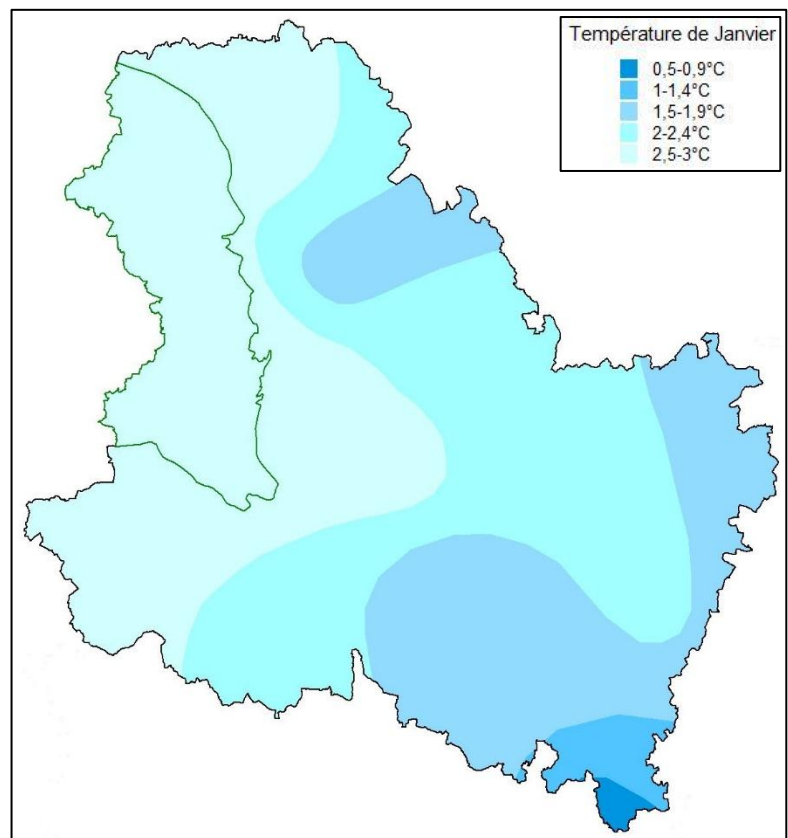 Température de Janvier
0,5-0,9°C
1-1,4°C
1,5-1,9°C
2-2,4°C
2,5-3°C